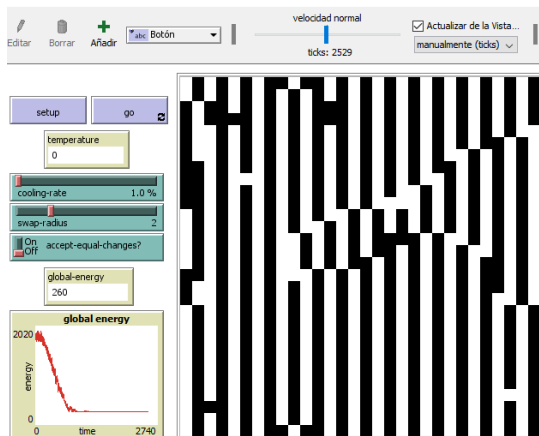 velocidad normal
Editar Borrar Añadir abc Botón
ticks: 2529
Actualizar de la Vista...
manualmente (ticks)
setup go
temperature
0
cooling-rate 1.0 %
swap-radius 2
On
Off accept-equal-changes?
global-energy
260
global energy
2020
energy
0
0 time 2740